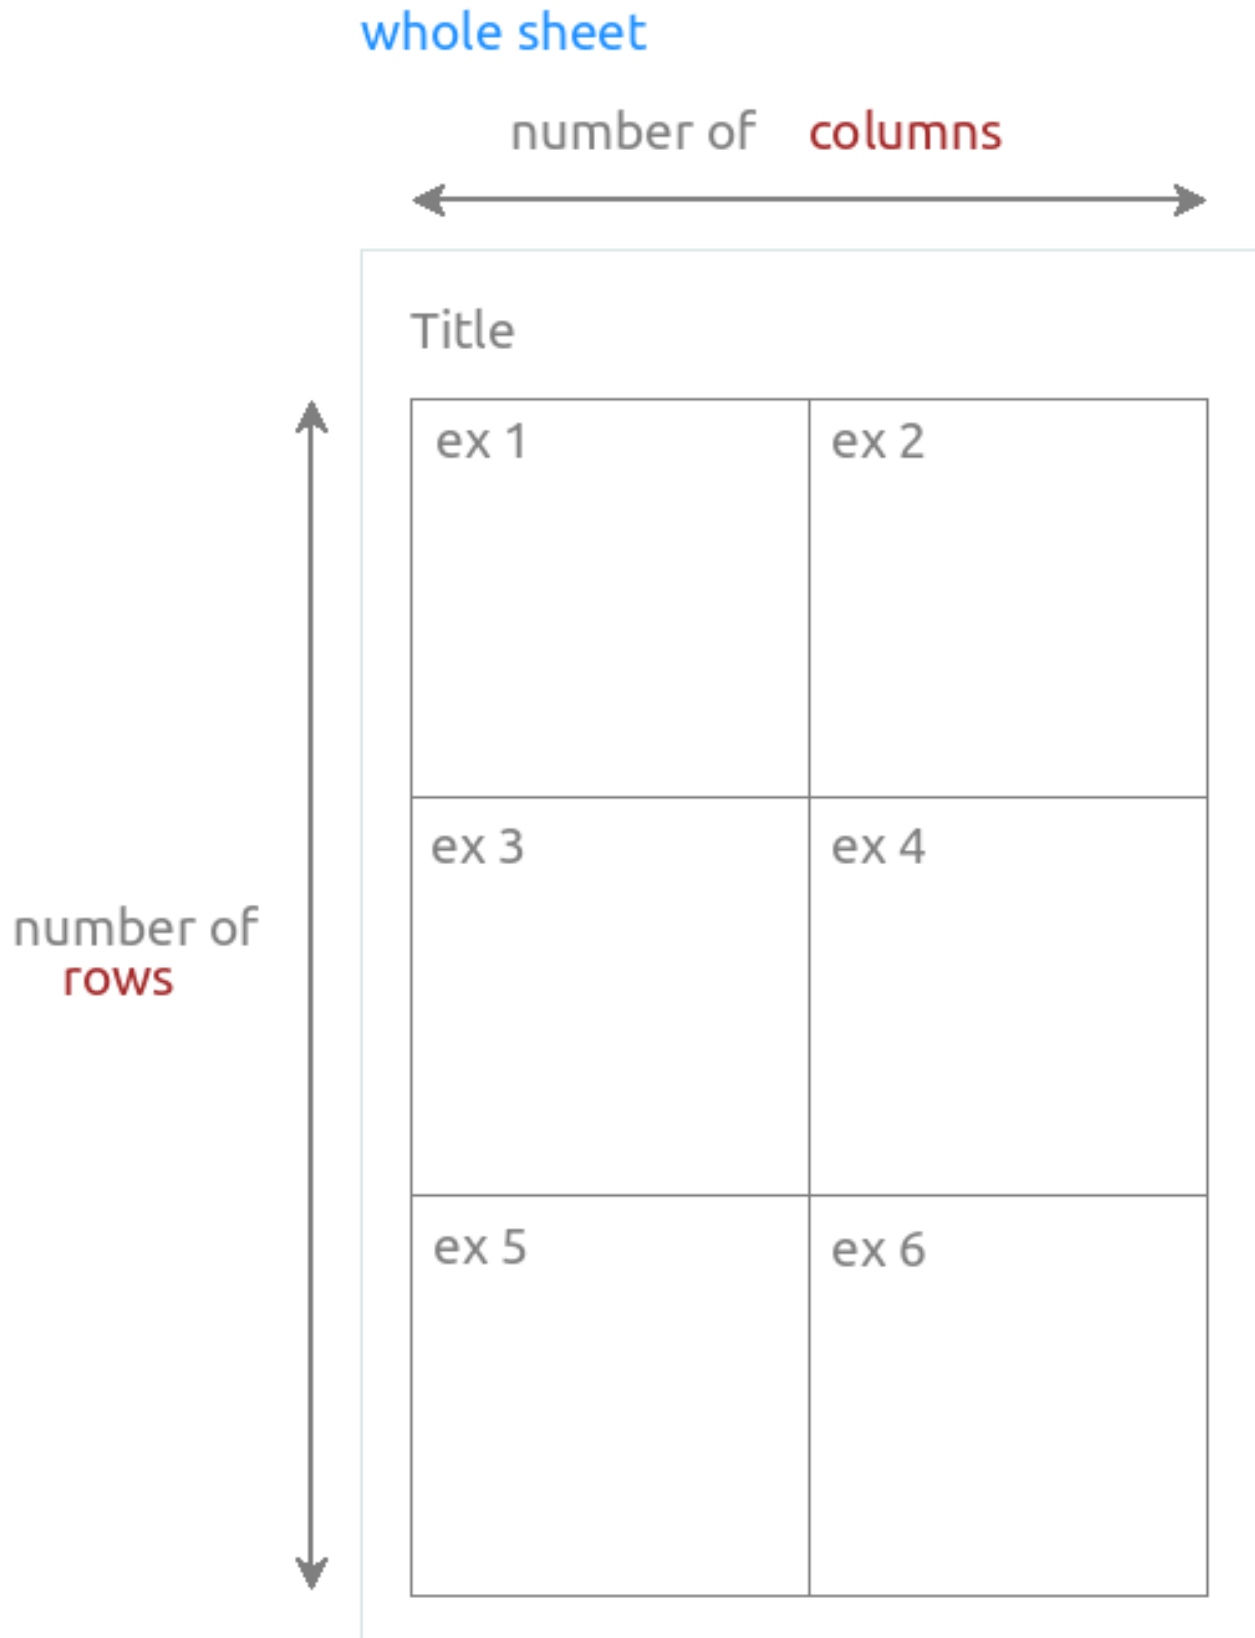 whole sheet
number of columns
Title
ex 1
ex 2
ex 3
ex 4
number of
rows
ex 5
ex 6